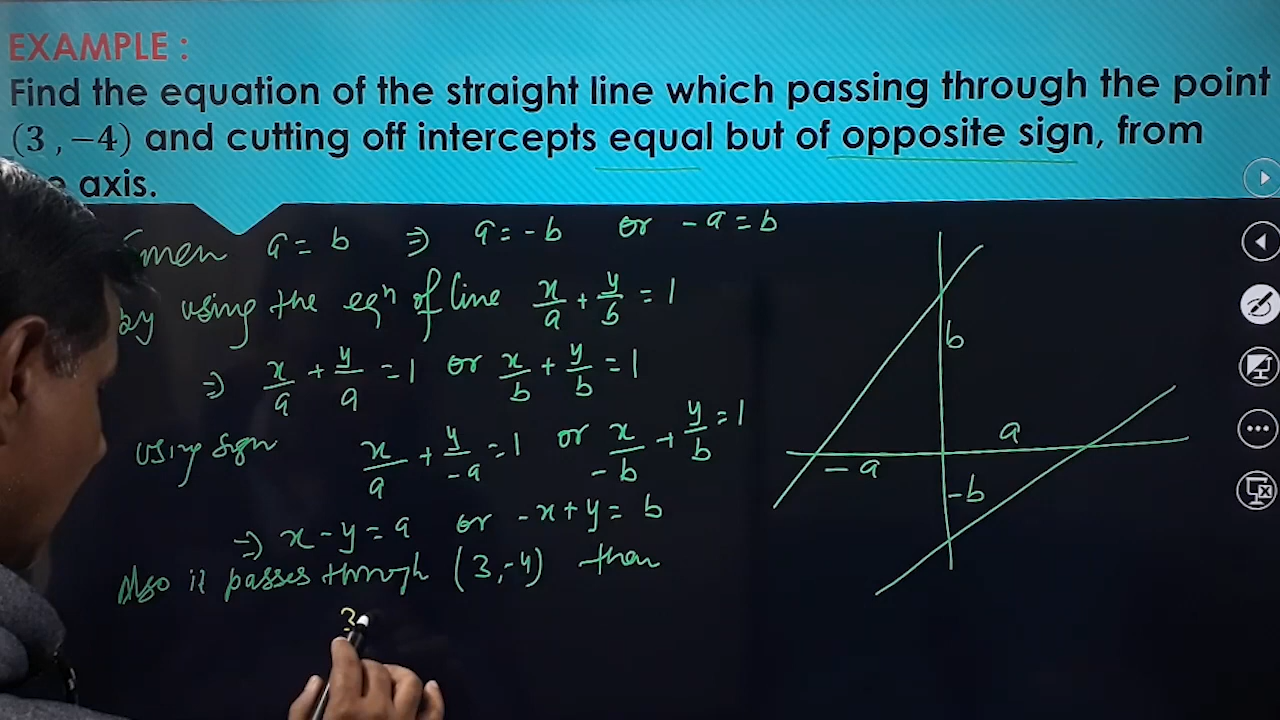 EXAMPLE :
Find the equation of the straight line which passing through the point
(3 , −4) and cutting off intercepts equal but of opposite sign, from
axis.
a = b ⇒ a = -b or -a = b
by using the eqⁿ of line x/a + y/b = 1
⇒ x/a + y/a = 1 or x/b + y/b = 1
using sign x/a + y/-a = 1 or x/-b + y/b = 1
⇒ x - y = a or -x + y = b
Also it passes through (3, -4) then
3
b
a
-a
-b